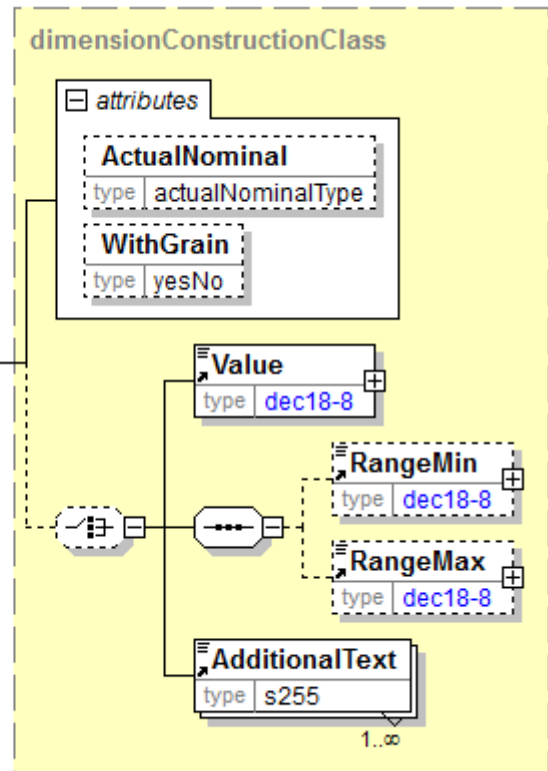 dimensionConstructionClass
attributes
ActualNominal
type actualNominalType
WithGrain
type yesNo
Value
type dec18-8
RangeMin
type dec18-8
RangeMax
type dec18-8
AdditionalText
type s255
1..∞